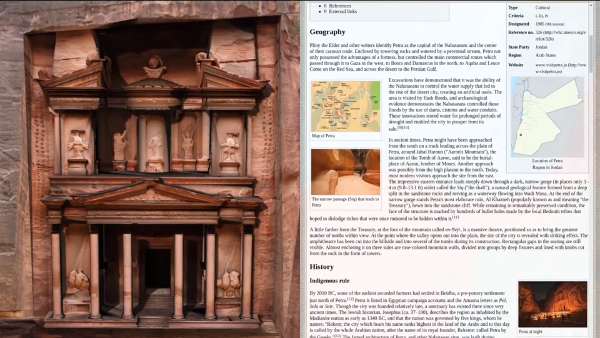 8 References
9 External links
Geography
Pliny the Elder and other writers identify Petra as the capital of the Nabataeans and the center
of their caravan trade. Enclosed by towering rocks and watered by a perennial stream, Petra not
only possessed the advantages of a fortress, but controlled the main commercial routes which
passed through it to Gaza in the west, to Bosra and Damascus in the north, to Aqaba and Leuce
Come on the Red Sea, and across the desert to the Persian Gulf.
Map of Petra
Excavations have demonstrated that it was the ability of
the Nabataeans to control the water supply that led to
the rise of the desert city, creating an artificial oasis. The
area is visited by flash floods, and archaeological
evidence demonstrates the Nabataeans controlled these
floods by the use of dams, cisterns and water conduits.
These innovations stored water for prolonged periods of
drought and enabled the city to prosper from its
sale.
The narrow passage (Siq) that leads to
Petra
In ancient times, Petra might have been approached
from the south on a track leading across the plain of
Petra, around Jabal Haroun ("Aaron's Mountain"), the
location of the Tomb of Aaron, said to be the burial-
place of Aaron, brother of Moses. Another approach
was possibly from the high plateau to the north. Today,
most modern visitors approach the site from the east.
The impressive eastern entrance leads steeply down through a dark, narrow gorge (in places only 3–
4 m (9.8–13.1 ft) wide) called the Siq ("the shaft"), a natural geological feature formed from a deep
split in the sandstone rocks and serving as a waterway flowing into Wadi Musa. At the end of the
narrow gorge stands Petra's most elaborate ruin, Al Khazneh (popularly known as and meaning "the
Treasury"), hewn into the sandstone cliff. While remaining in remarkably preserved condition, the
face of the structure is marked by hundreds of bullet holes made by the local Bedouin tribes that
hoped to dislodge riches that were once rumored to be hidden within it.
A little farther from the Treasury, at the foot of the mountain called en-Nejr, is a massive theatre, positioned so as to bring the greatest
number of tombs within view. At the point where the valley opens out into the plain, the site of the city is revealed with striking effect. The
amphitheatre has been cut into the hillside and into several of the tombs during its construction. Rectangular gaps in the seating are still
visible. Almost enclosing it on three sides are rose-colored mountain walls, divided into groups by deep fissures and lined with knobs cut
from the rock in the form of towers.
History
Indigenous rule
By 2010 BC, some of the earliest recorded farmers had settled in Beidha, a pre-pottery settlement
just north of Petra. Petra is listed in Egyptian campaign accounts and the Amarna letters as Pel,
Sela or Seir. Though the city was founded relatively late, a sanctuary has existed there since very
ancient times. The Jewish historian, Josephus (ca. 37–100), describes the region as inhabited by the
Madianite nation as early as 1340 BC, and that the nation was governed by five kings, whom he
names: "Rekem; the city which bears his name ranks highest in the land of the Arabs and to this day
is called by the whole Arabian nation, after the name of its royal founder, Rekeme: called Petra by
Petra at night
Type Cultural
Criteria i, iii, iv
Designated 1985
Reference no. 326
State Party Jordan
Region Arab States
Website www.visitpetra.jo
Location of Petra
in Jordan